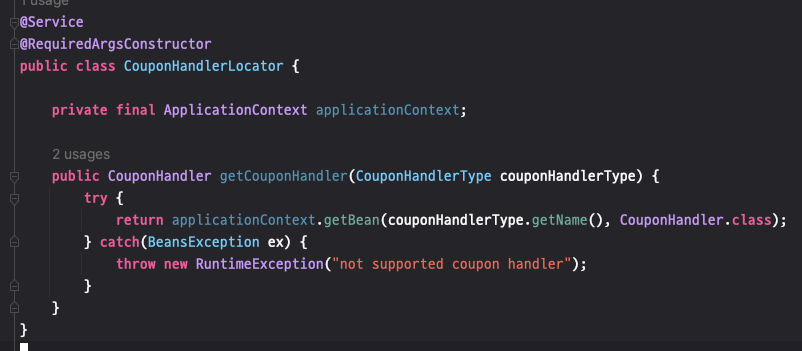 1 usage
@Service
@RequiredArgsConstructor
public class CouponHandlerLocator {
private final ApplicationContext applicationContext;
2 usages
public CouponHandler getCouponHandler(CouponHandlerType couponHandlerType) {
try {
return applicationContext.getBean(couponHandlerType.getName(), CouponHandler.class);
} catch(BeansException ex) {
throw new RuntimeException("not supported coupon handler");
}
}
}